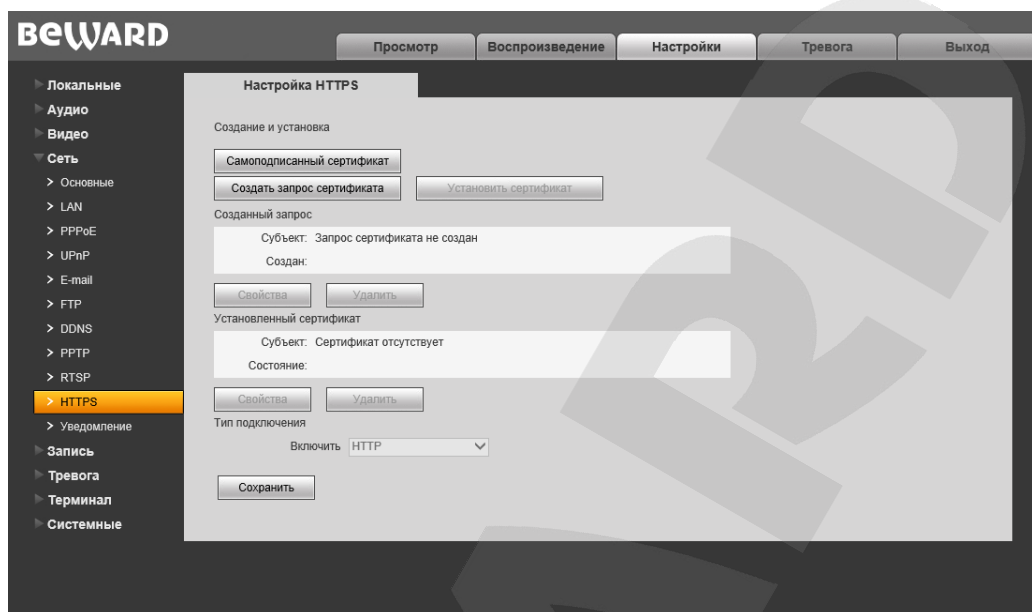 BEWARD
Просмотр Воспроизведение Настройки Тревога Выход
Локальные
Аудио
Видео
Сеть
Основные
LAN
PPPoE
UPnP
E-mail
FTP
DDNS
PPTP
RTSP
HTTPS
Уведомление
Запись
Тревога
Терминал
Системные
Настройка HTTPS
Создание и установка
Самоподписанный сертификат
Создать запрос сертификата Установить сертификат
Созданный запрос
Субъект: Запрос сертификата не создан
Создан:
Свойства Удалить
Установленный сертификат
Субъект: Сертификат отсутствует
Состояние:
Свойства Удалить
Тип подключения
Включить HTTP
Сохранить